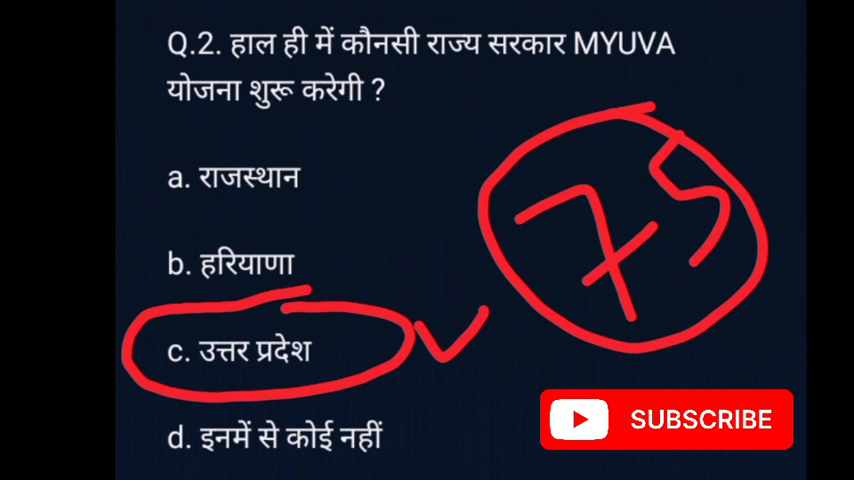 Q.2. हाल ही में कौनसी राज्य सरकार MYUVA
योजना शुरू करेगी ?
a. राजस्थान
b. हरियाणा
c. उत्तर प्रदेश
d. इनमें से कोई नहीं
75
SUBSCRIBE